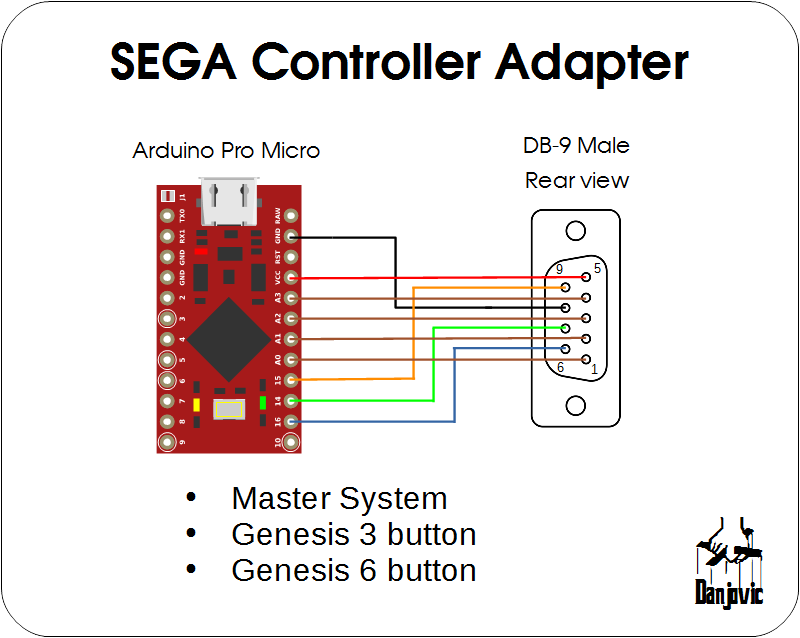 SEGA Controller Adapter
Arduino Pro Micro
DB-9 Male
Rear view
J1
TX0
RX1
GND
GND
2
3
4
5
6
7
8
9
RAW
GND
RST
VCC
A3
A2
A1
A0
15
14
16
10
9
5
6
1
• Master System
• Genesis 3 button
• Genesis 6 button
Danjovic